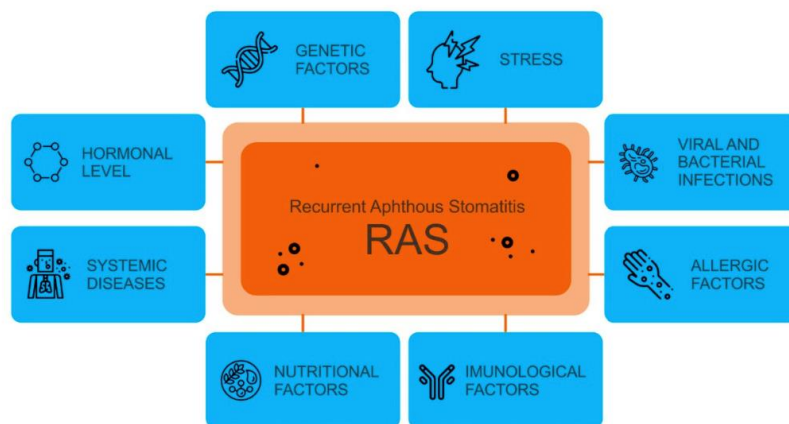 GENETIC
FACTORS
STRESS
HORMONAL
LEVEL
VIRAL AND
BACTERIAL
INFECTIONS
Recurrent Aphthous Stomatitis
RAS
SYSTEMIC
DISEASES
ALLERGIC
FACTORS
NUTRITIONAL
FACTORS
IMUNOLOGICAL
FACTORS